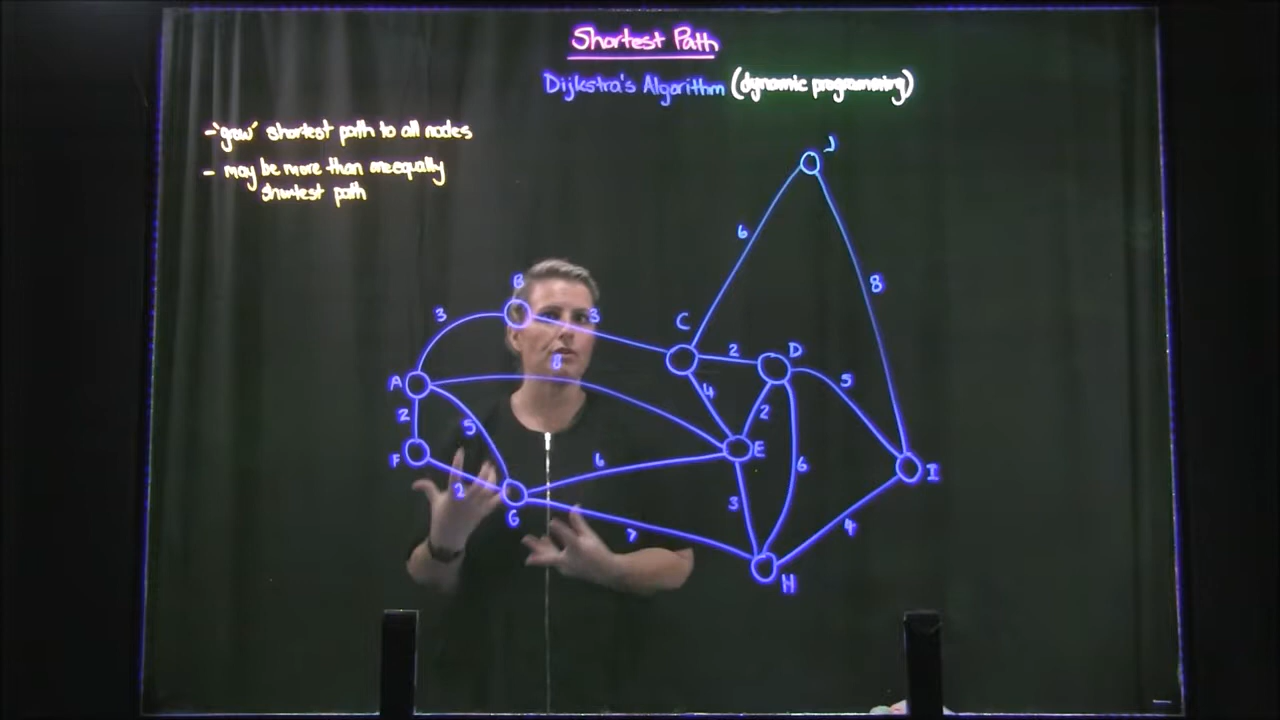 Shortest Path
Dijkstra's Algorithm (dynamic programming)
- 'grow' shortest path to all nodes
- may be more than one equally
shortest path
J
6
8
B
3
3
C
2
D
8
5
A
4
2
2
5
E
F
6
6
I
2
3
G
7
4
H